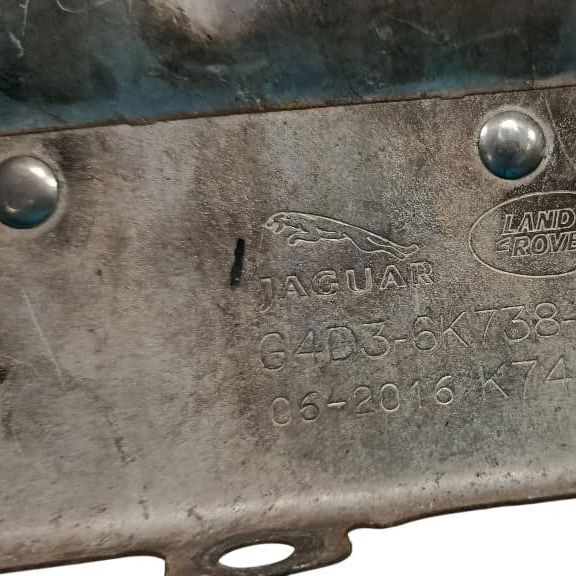 LAND
ROVE
JAGUAR
G4D3-6K738-
06-2016 K74